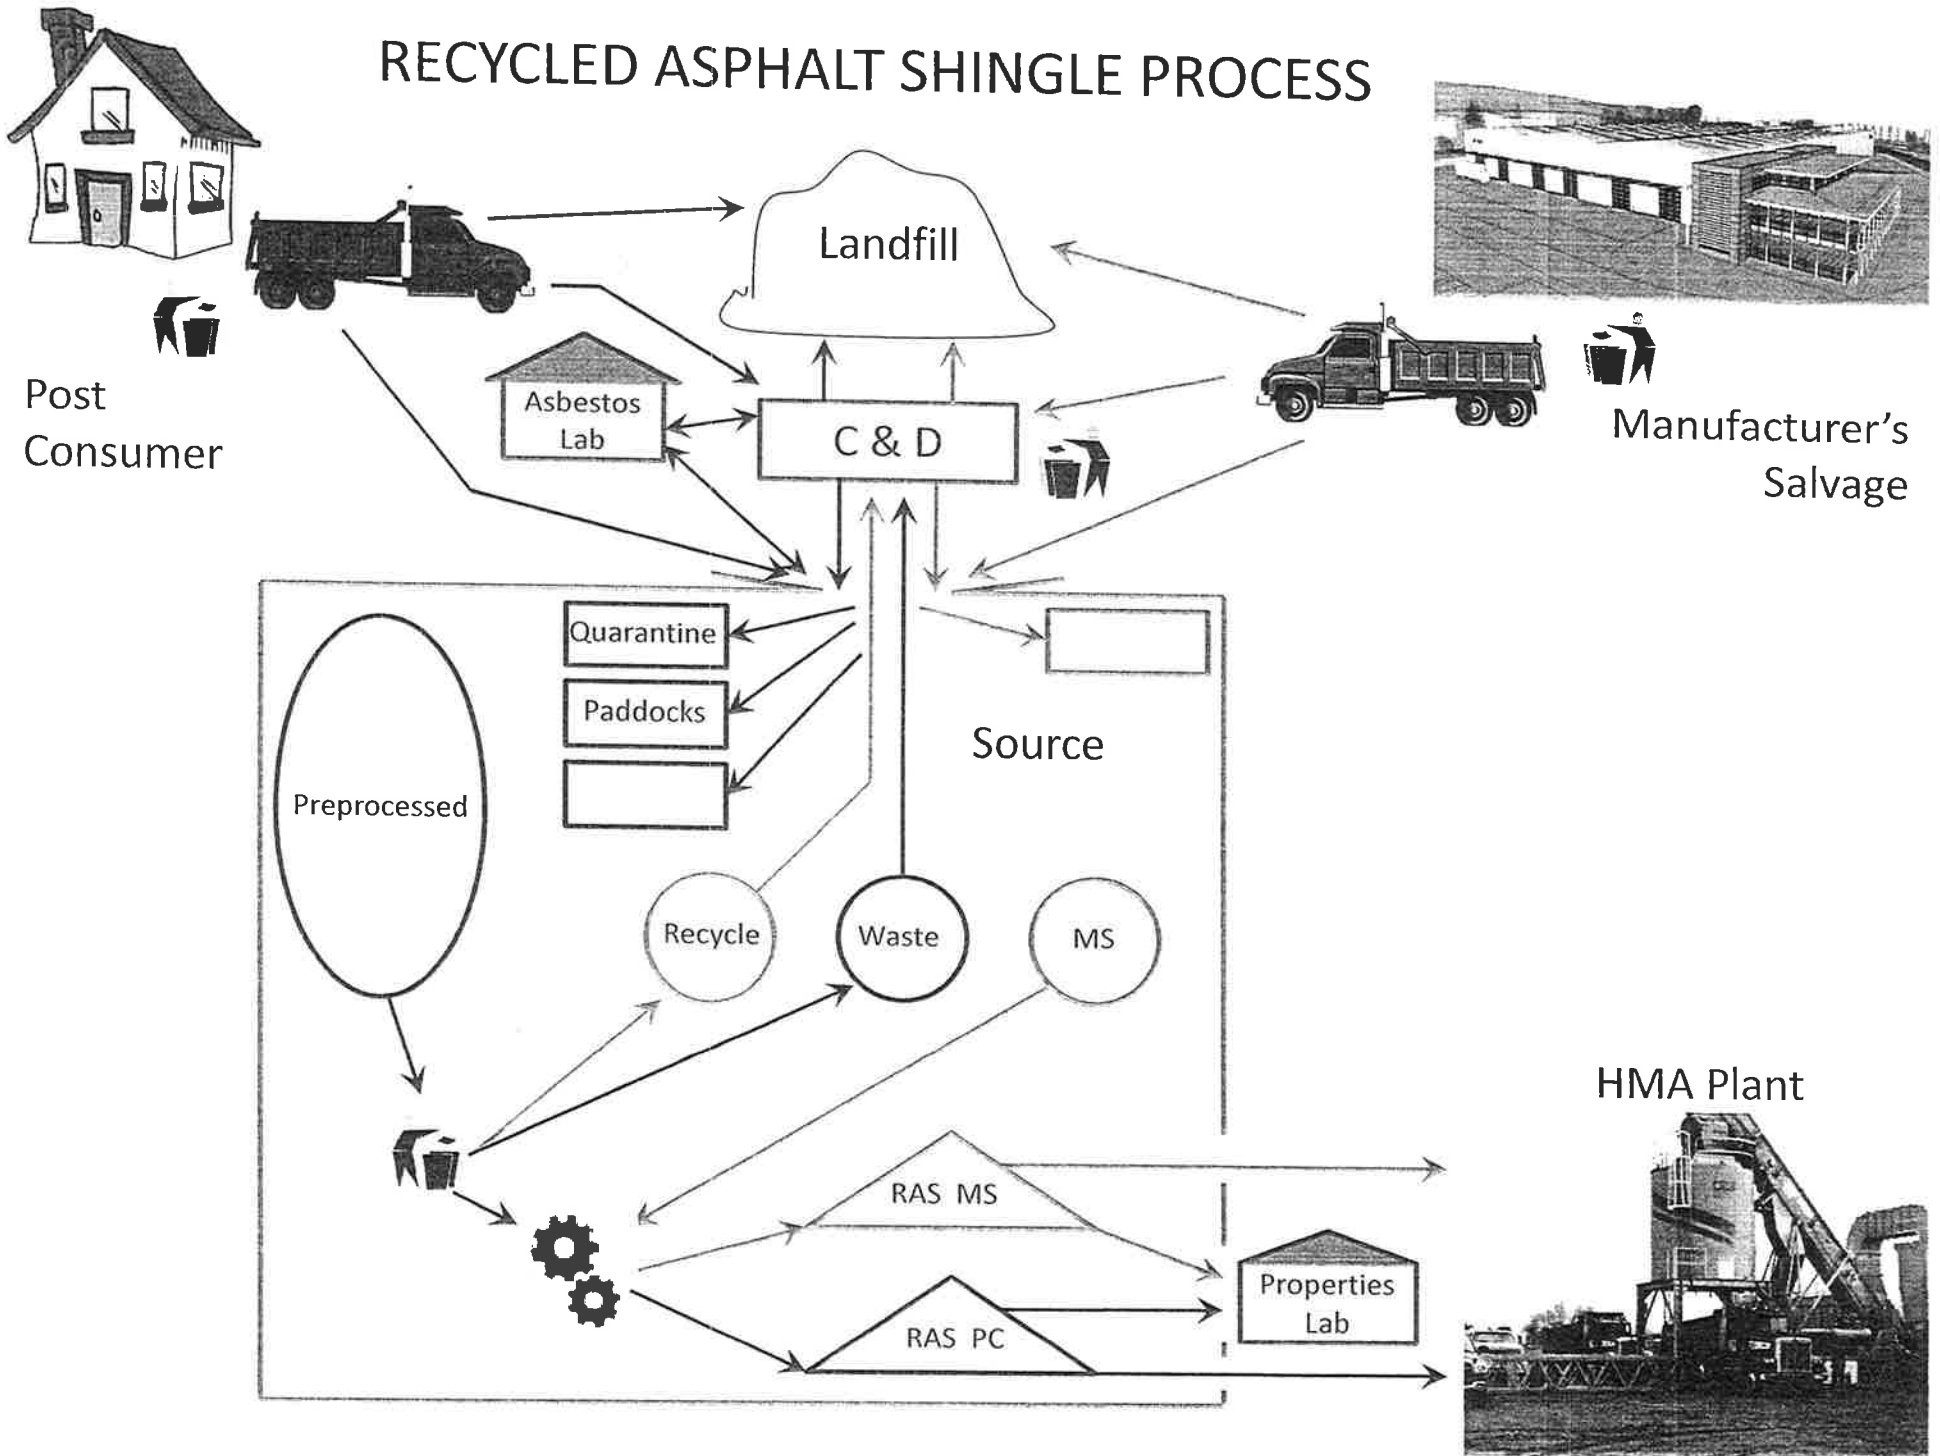 RECYCLED ASPHALT SHINGLE PROCESS
Landfill
Post
Consumer
Asbestos
Lab
C & D
Manufacturer's
Salvage
Quarantine
Paddocks
Source
Preprocessed
Recycle
Waste
MS
HMA Plant
RAS MS
Properties
Lab
RAS PC